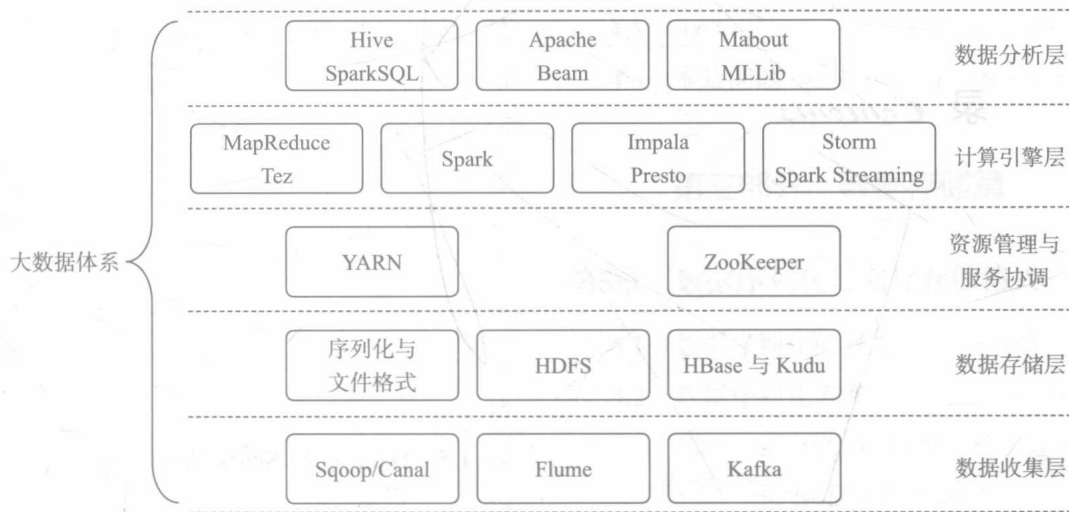 Hive
SparkSQL
Apache
Beam
Mabout
MLLib
数据分析层
MapReduce
Tez
Spark
Impala
Presto
Storm
Spark Streaming
计算引擎层
大数据体系
YARN
ZooKeeper
资源管理与
服务协调
序列化与
文件格式
HDFS
HBase 与 Kudu
数据存储层
Sqoop/Canal
Flume
Kafka
数据收集层